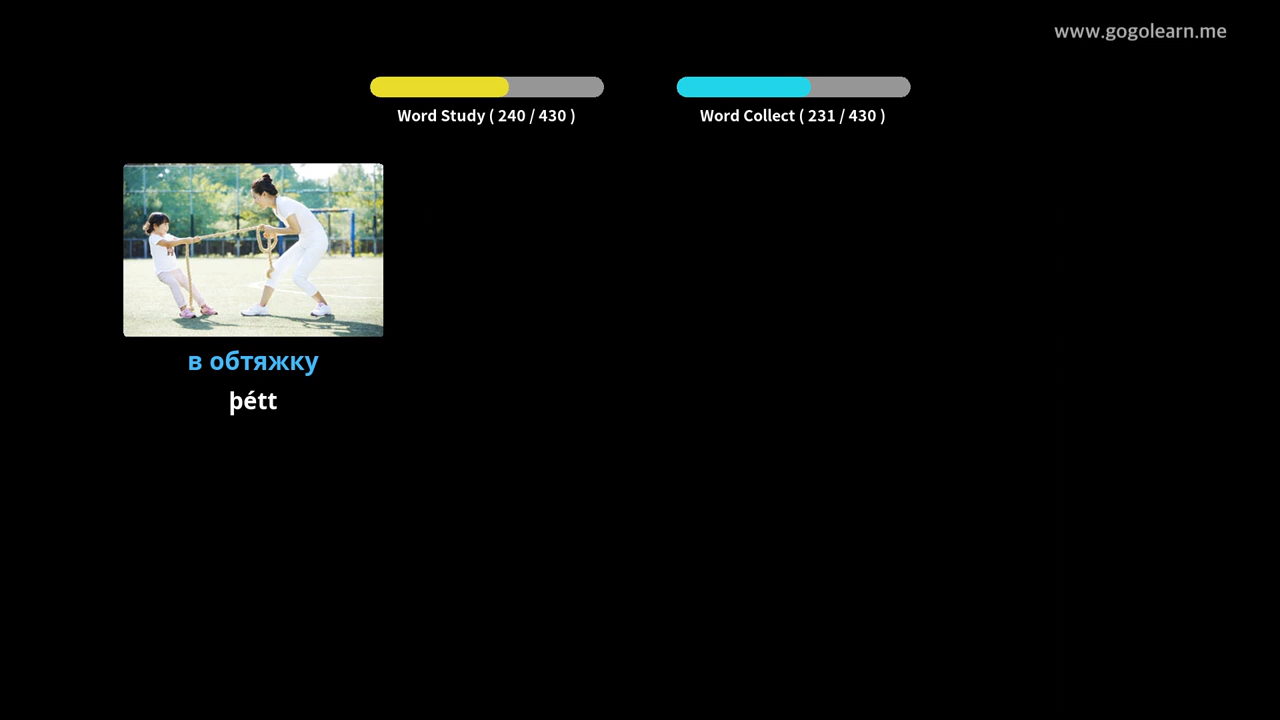 www.gogolearn.me
Word Study ( 240 / 430 )
Word Collect ( 231 / 430 )
в обтяжку
þétt